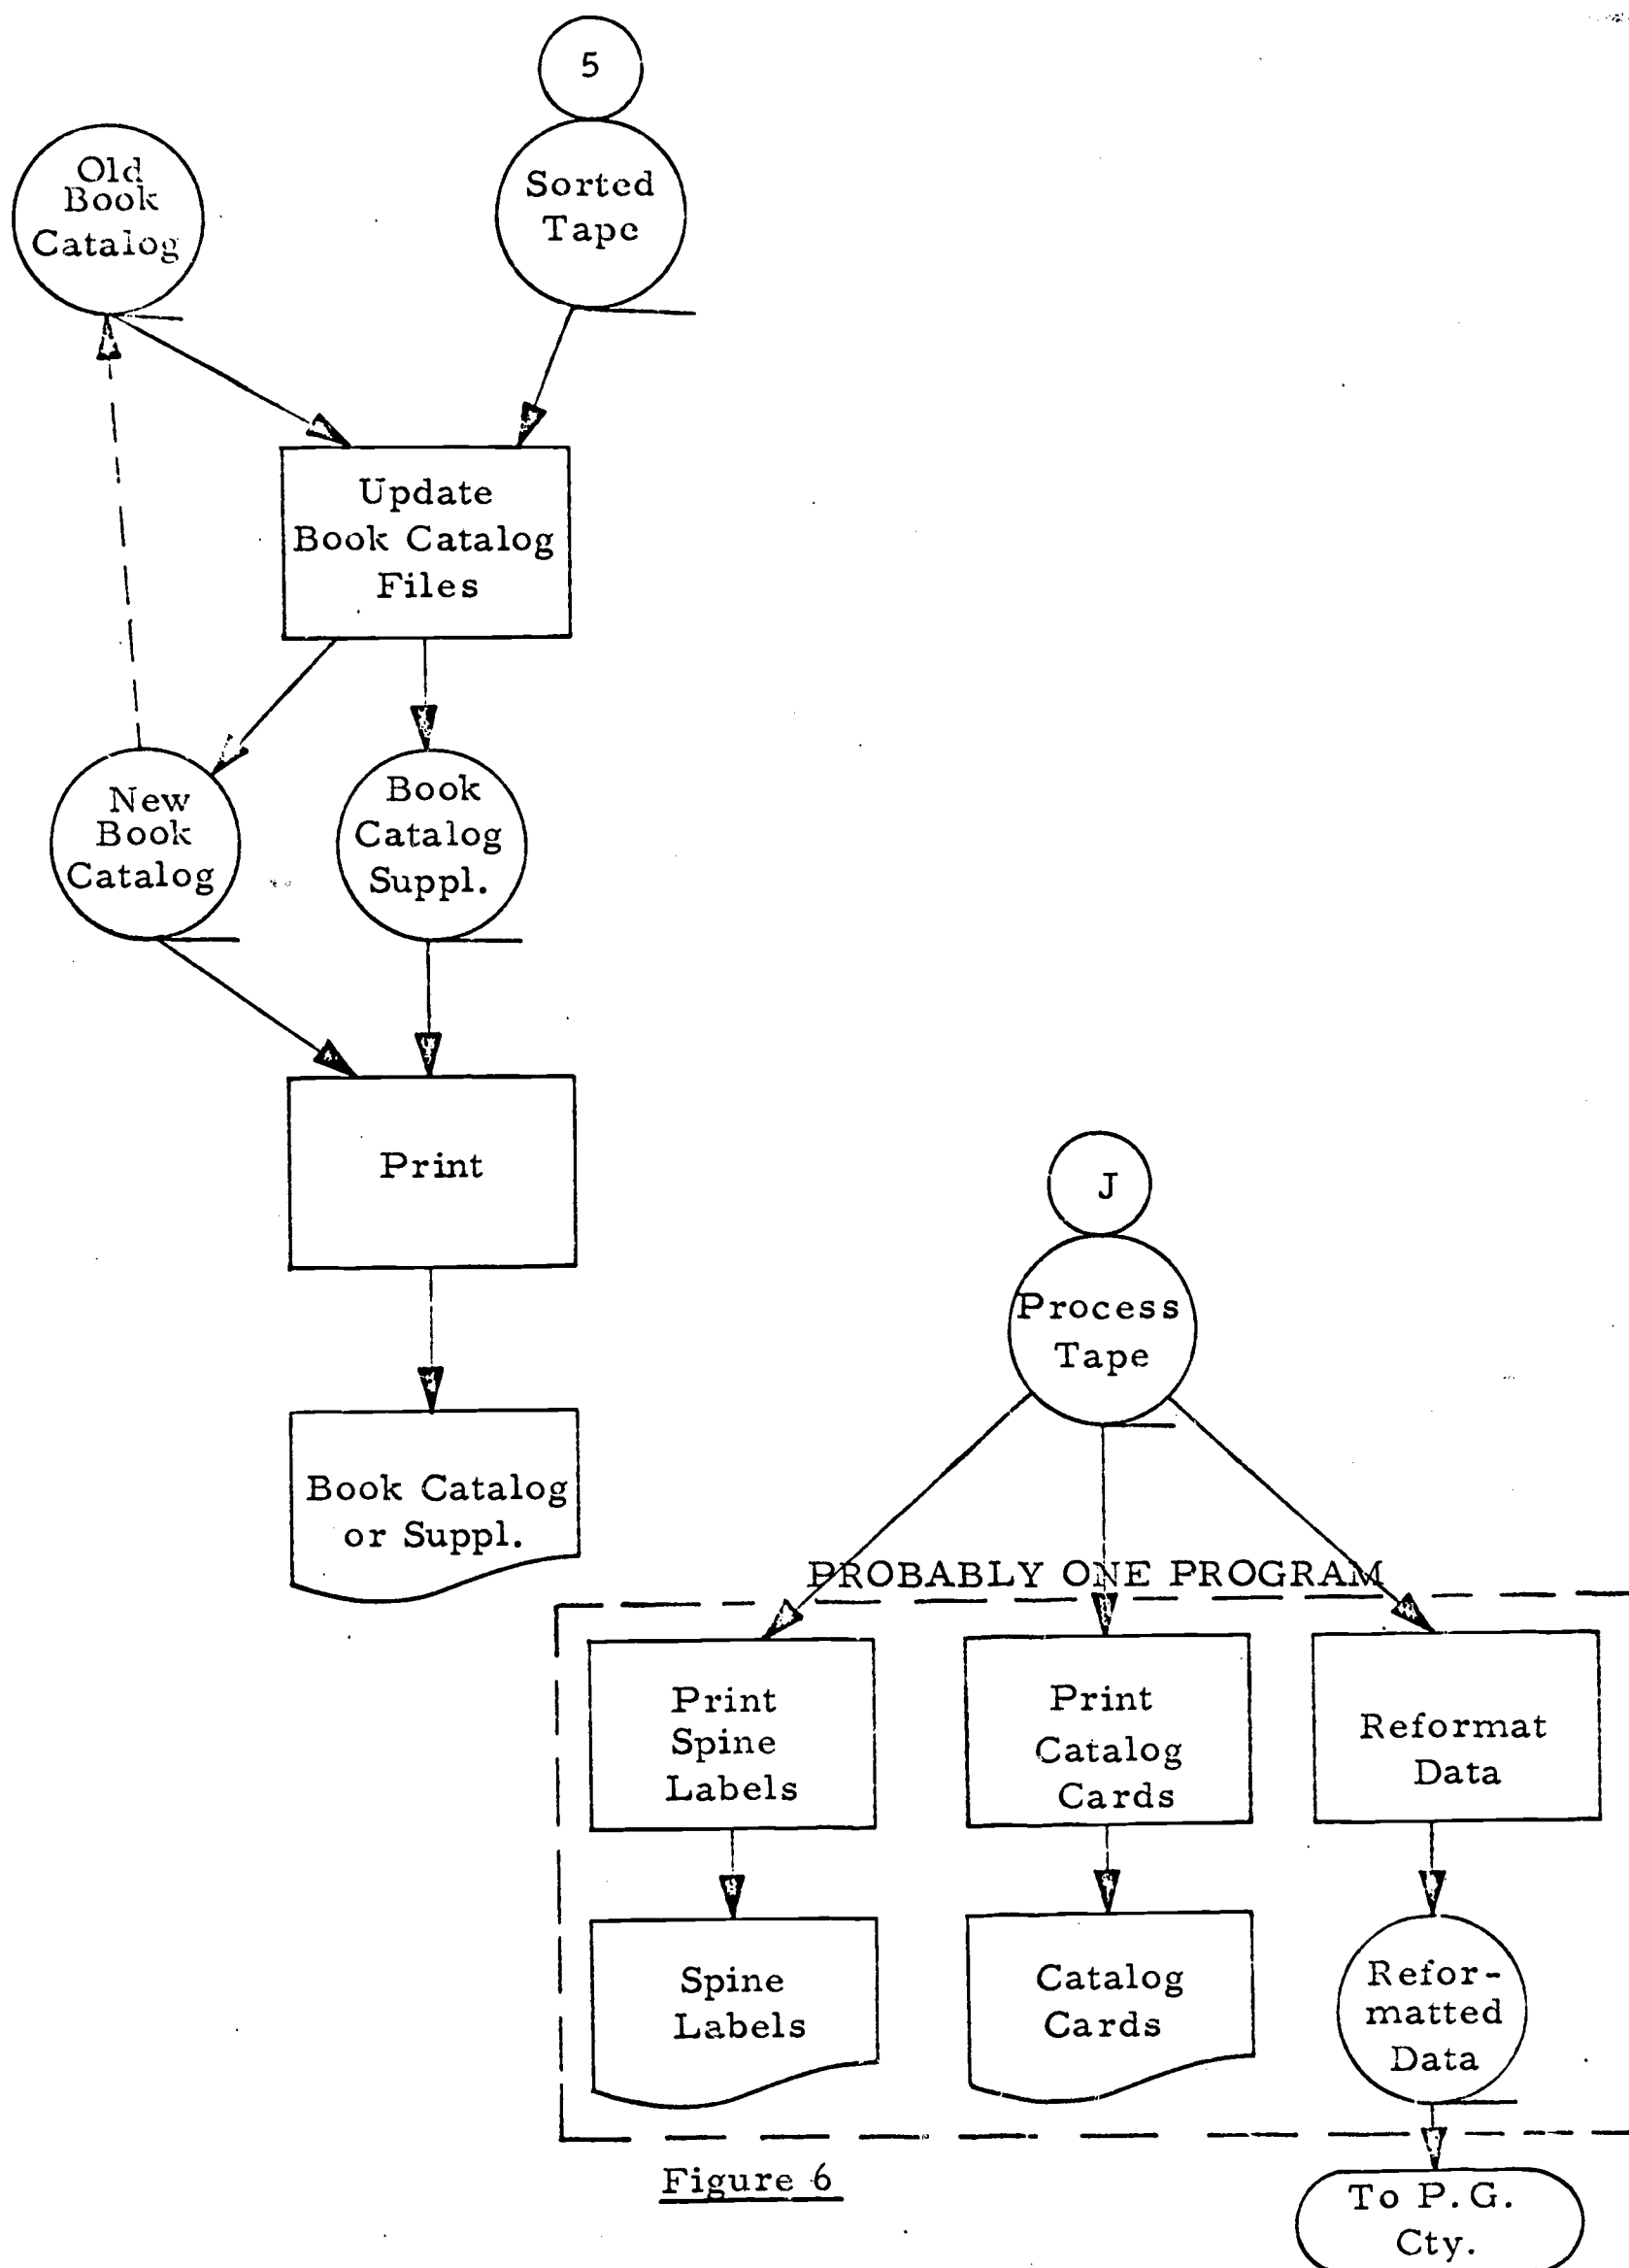 5
Old
Book
Catalog
Sorted
Tape
Update
Book Catalog
Files
New
Book
Catalog
Book
Catalog
Suppl.
Print
Book Catalog
or Suppl.
J
Process
Tape
PROBABLY ONE PROGRAM
Print
Spine
Labels
Print
Catalog
Cards
Reformat
Data
Spine
Labels
Catalog
Cards
Refor-
matted
Data
Figure 6
To P.G.
Cty.